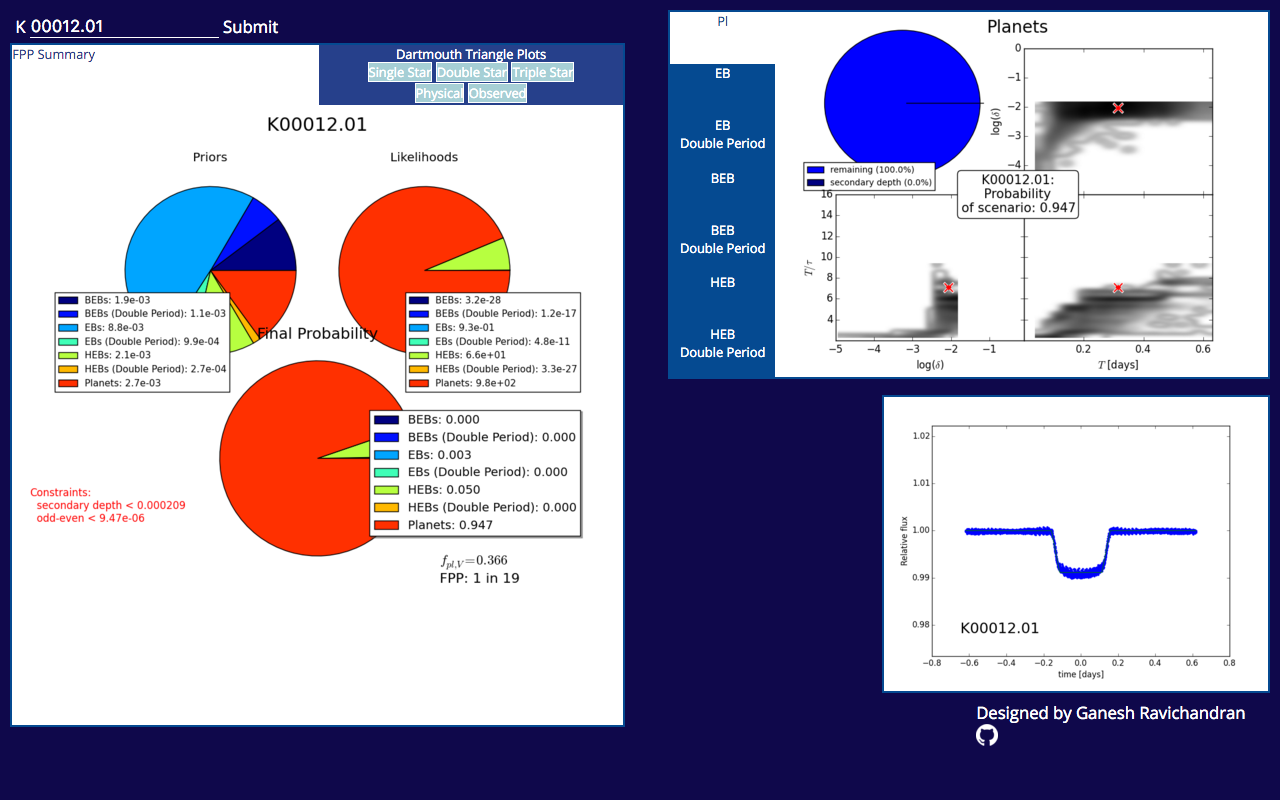 K 00012.01 Submit
FPP Summary
Dartmouth Triangle Plots
Single Star Double Star Triple Star
Physical Observed
K00012.01
Priors
Likelihoods
BEBs: 1.9e-03
BEBs (Double Period): 1.1e-03
EBs: 8.8e-03
EBs (Double Period): 9.9e-04
HEBs: 2.1e-03
HEBs (Double Period): 2.7e-04
Planets: 2.7e-03
BEBs: 3.2e-28
BEBs (Double Period): 1.2e-17
EBs: 9.3e-01
EBs (Double Period): 4.8e-11
HEBs: 6.6e+01
HEBs (Double Period): 3.3e-27
Planets: 9.8e+02
Final Probability
BEBs: 0.000
BEBs (Double Period): 0.000
EBs: 0.003
EBs (Double Period): 0.000
HEBs: 0.050
HEBs (Double Period): 0.000
Planets: 0.947
Constraints:
secondary depth < 0.000209
odd-even < 9.47e-06
f_{pl,V}=0.366
FPP: 1 in 19
Pl
EB
EB
Double Period
BEB
BEB
Double Period
HEB
HEB
Double Period
Planets
remaining (100.0%)
secondary depth (0.0%)
0
−1
−2
−3
−4
log(δ)
K00012.01:
Probability
of scenario: 0.947
16
14
12
10
8
6
4
T/τ
−5 −4 −3 −2 −1
log(δ)
0.2 0.4 0.6
T [days]
1.02
1.01
1.00
0.99
0.98
Relative flux
K00012.01
−0.8 −0.6 −0.4 −0.2 0.0 0.2 0.4 0.6 0.8
time [days]
Designed by Ganesh Ravichandran